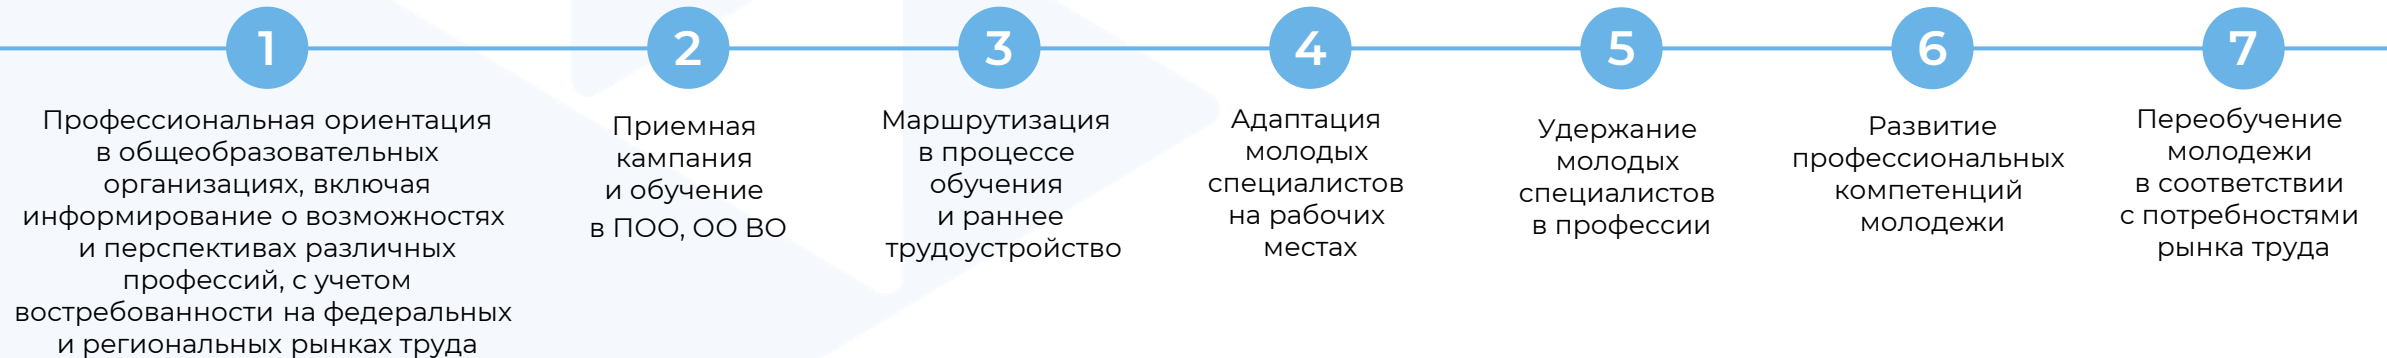 1
Профессиональная ориентация
в общеобразовательных
организациях, включая
информирование о возможностях
и перспективах различных
профессий, с учетом
востребованности на федеральных
и региональных рынках труда
2
Приемная
кампания
и обучение
в ПОО, ОО ВО
3
Маршрутизация
в процессе
обучения
и раннее
трудоустройство
4
Адаптация
молодых
специалистов
на рабочих
местах
5
Удержание
молодых
специалистов
в профессии
6
Развитие
профессиональных
компетенций
молодежи
7
Переобучение
молодежи
в соответствии
с потребностями
рынка труда